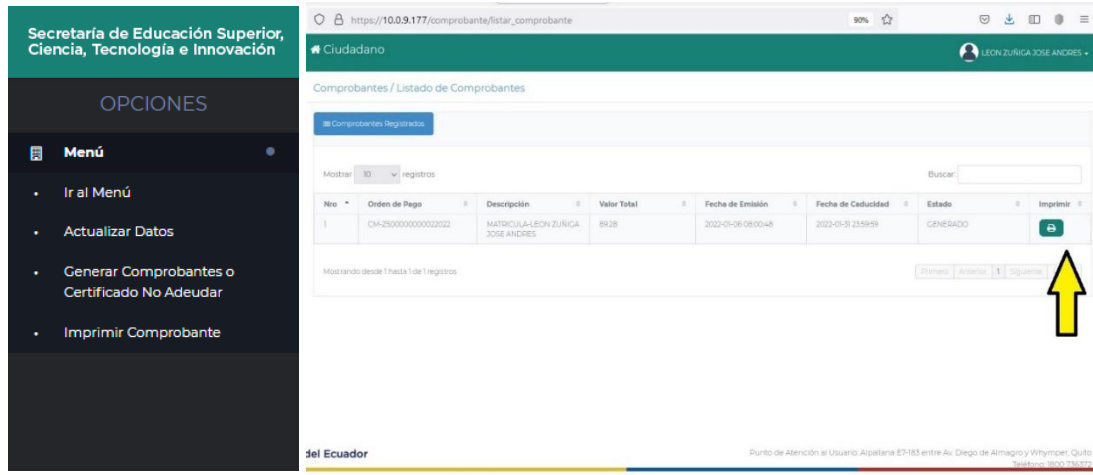 Secretaría de Educación Superior,
Ciencia, Tecnología e Innovación
OPCIONES
Menú
• Ir al Menú
• Actualizar Datos
• Generar Comprobantes o
Certificado No Adeudar
• Imprimir Comprobante
https://10.0.9.177/comprobante/listar_comprobante 90%
Ciudadano LEON ZUÑIGA JOSE ANDRES
Comprobantes / Listado de Comprobantes
Comprobantes Registrados
Mostrar 10 registros Buscar:
Nro Orden de Pago Descripción Valor Total Fecha de Emisión Fecha de Caducidad Estado Imprimir
1 CM-Z500000000022022 MATRICULA-LEON ZUÑIGA 89.28 2022-01-06 08:00:48 2022-01-31 23:59:59 GENERADO
JOSE ANDRES
Mostrando desde 1 hasta 1 de 1 registros Primero Anterior 1 Siguiente
del Ecuador Punto de Atención al Usuario: Alpallana E7-183 entre Av. Diego de Almagro y Whymper, Quito
Teléfono: 1800 736372